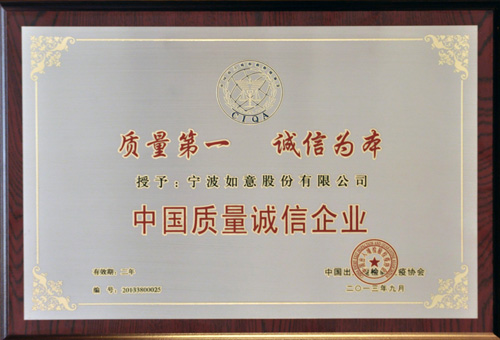 CIQA
质量第一 诚信为本
授予：宁波如意股份有限公司
中国质量诚信企业
有效期：三年
编号：20133800025
中国出 检 疫协会
二〇一三年九月